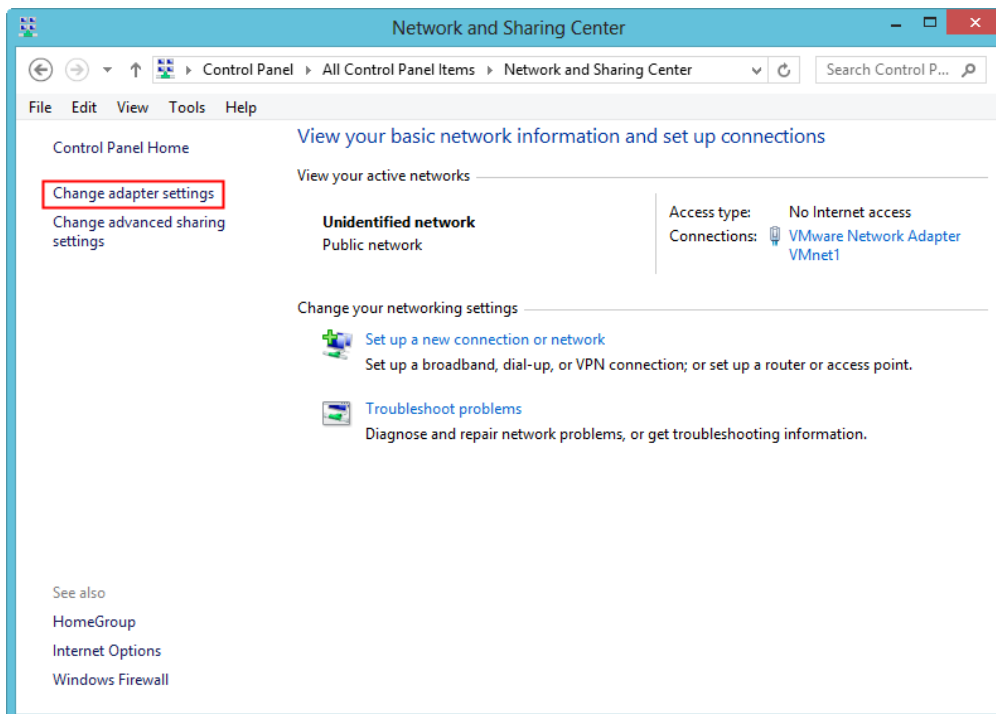 Network and Sharing Center
Control Panel All Control Panel Items Network and Sharing Center
Search Control P...
File Edit View Tools Help
Control Panel Home
Change adapter settings
Change advanced sharing
settings
View your basic network information and set up connections
View your active networks
Unidentified network
Public network
Access type: No Internet access
Connections: VMware Network Adapter
VMnet1
Change your networking settings
Set up a new connection or network
Set up a broadband, dial-up, or VPN connection; or set up a router or access point.
Troubleshoot problems
Diagnose and repair network problems, or get troubleshooting information.
See also
HomeGroup
Internet Options
Windows Firewall